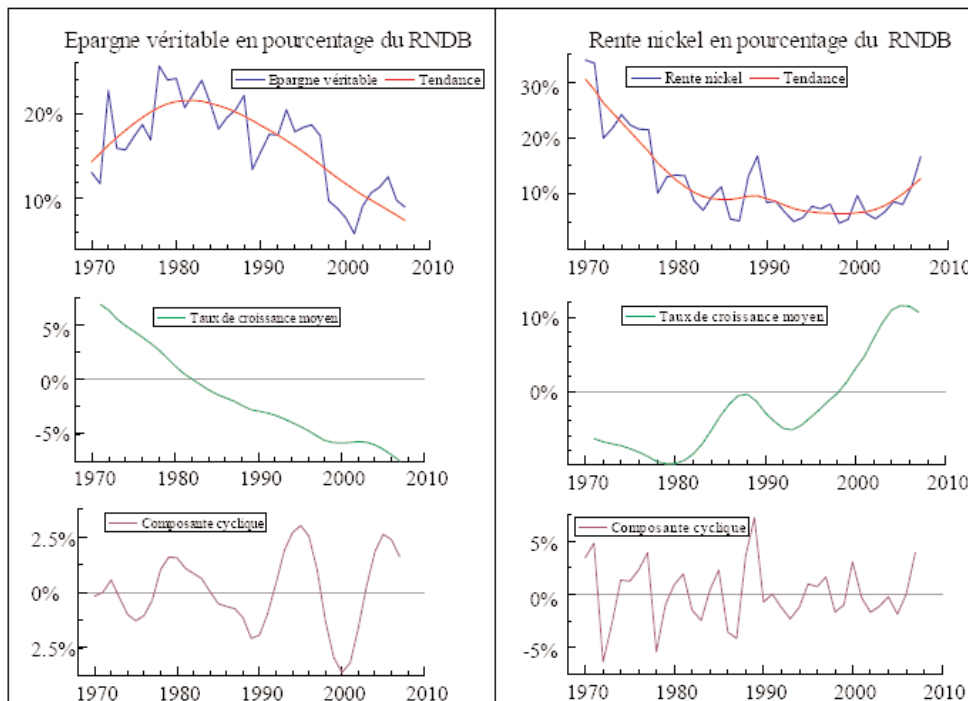 Epargne véritable en pourcentage du RNDB
Epargne véritable
Tendance
20%
10%
1970 1980 1990 2000 2010
Taux de croissance moyen
5%
0%
-5%
1970 1980 1990 2000 2010
Composante cyclique
2.5%
0%
2.5%
1970 1980 1990 2000 2010
Rente nickel en pourcentage du RNDB
Rente nickel
Tendance
30%
20%
10%
1970 1980 1990 2000 2010
Taux de croissance moyen
10%
0%
1970 1980 1990 2000 2010
Composante cyclique
5%
0%
-5%
1970 1980 1990 2000 2010